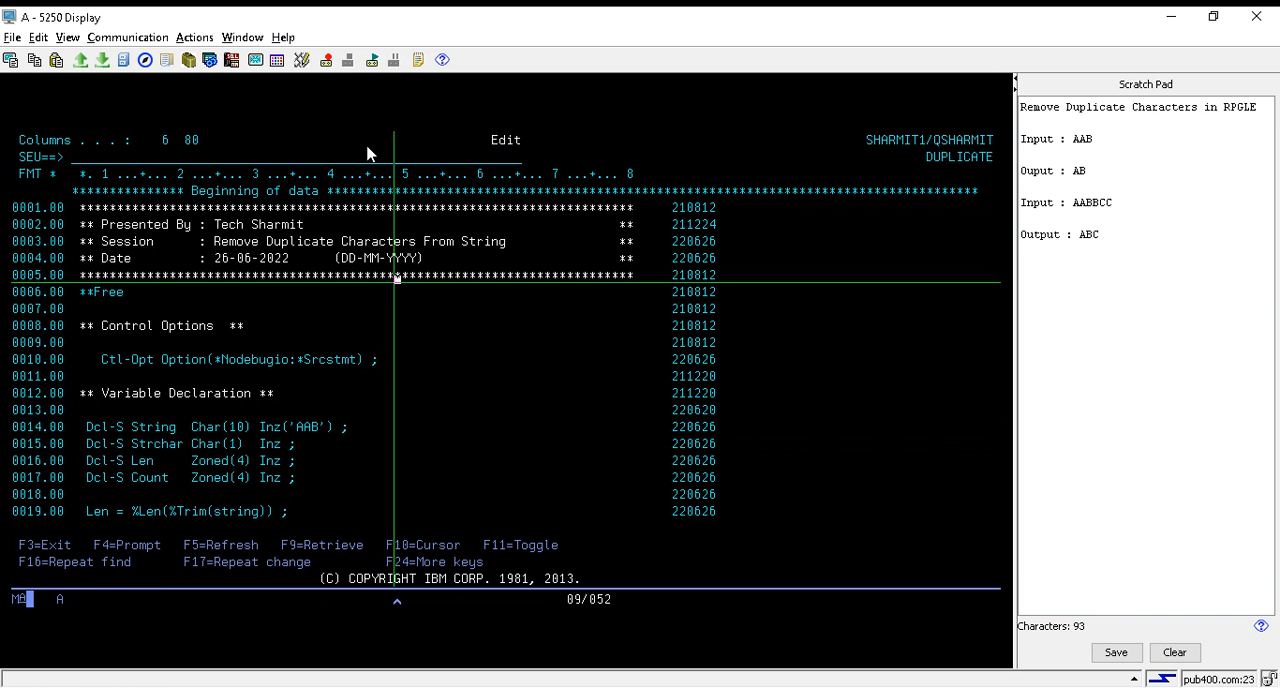 A - 5250 Display
File Edit View Communication Actions Window Help
Columns . . . : 6 80 Edit SHARMIT1/QSHARMIT
SEU==> DUPLICATE
FMT * *. 1 ...+... 2 ...+... 3 ...+... 4 ...+... 5 ...+... 6 ...+... 7 ...+... 8
*************** Beginning of data *************************************************************************************
0001.00 *************************************************************************** 210812
0002.00 ** Presented By : Tech Sharmit ** 211224
0003.00 ** Session : Remove Duplicate Characters From String ** 220626
0004.00 ** Date : 26-06-2022 (DD-MM-YYYY) ** 220626
0005.00 *************************************************************************** 210812
0006.00 **Free 210812
0007.00 210812
0008.00 ** Control Options ** 210812
0009.00 210812
0010.00 Ctl-Opt Option(*Nodebugio:*Srcstmt) ; 220626
0011.00 211220
0012.00 ** Variable Declaration ** 211220
0013.00 220620
0014.00 Dcl-S String Char(10) Inz('AAB') ; 220626
0015.00 Dcl-S Strchar Char(1) Inz ; 220626
0016.00 Dcl-S Len Zoned(4) Inz ; 220626
0017.00 Dcl-S Count Zoned(4) Inz ; 220626
0018.00 220626
0019.00 Len = %Len(%Trim(string)) ; 220626
F3=Exit F4=Prompt F5=Refresh F9=Retrieve F10=Cursor F11=Toggle
F16=Repeat find F17=Repeat change F24=More keys
(C) COPYRIGHT IBM CORP. 1981, 2013.
MA A 09/052
Scratch Pad
Remove Duplicate Characters in RPGLE
Input : AAB
Ouput : AB
Input : AABBCC
Output : ABC
Characters: 93
Save Clear
pub400.com:23